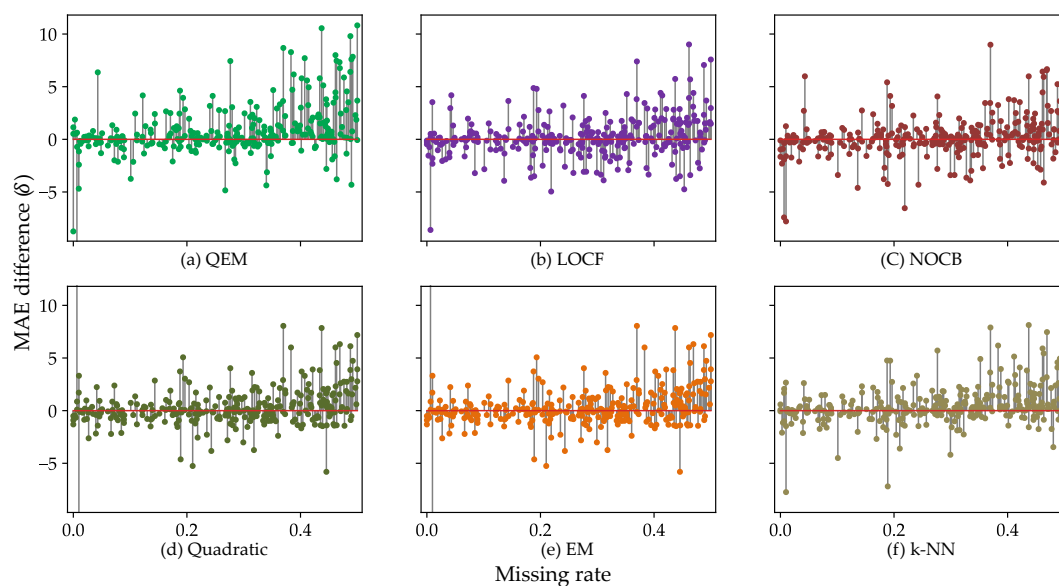 10
5
0
−5
(a) QEM
(b) LOCF
(C) NOCB
MAE difference (δ)
10
5
0
−5
0.0 0.2 0.4
0.0 0.2 0.4
0.0 0.2 0.4
(d) Quadratic
(e) EM
(f) k-NN
Missing rate